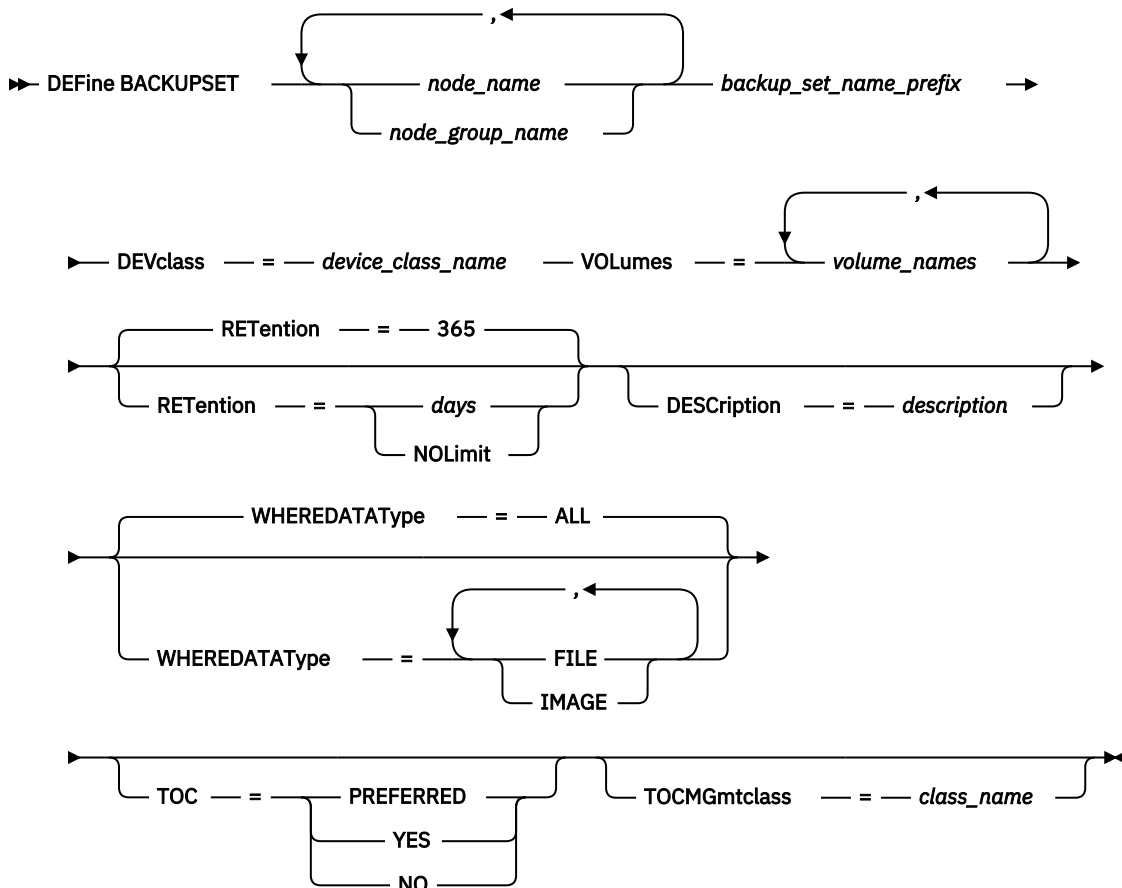 ,
DEFine BACKUPSET node_name backup_set_name_prefix
node_group_name
,
DEVclass = device_class_name VOLumes = volume_names
RETention = 365
RETention = days DESCription = description
NOLimit
WHEREDATAType = ALL
,
WHEREDATAType = FILE
IMAGE
TOC = PREFERRED TOCMGmtclass = class_name
YES
NO